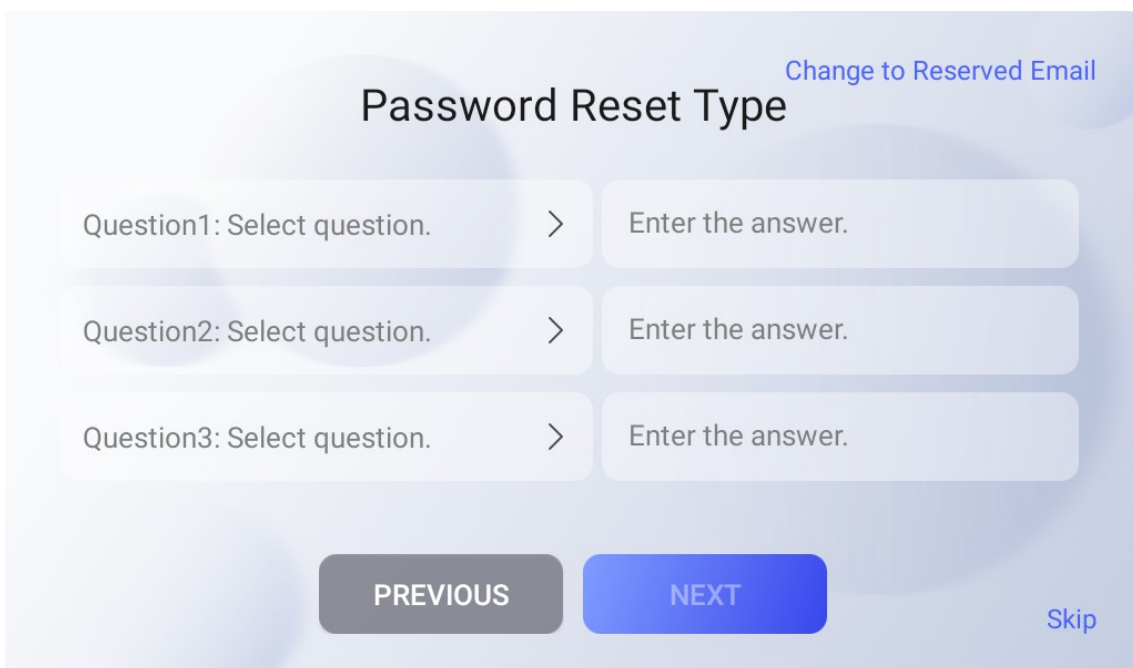 Change to Reserved Email
Password Reset Type
Question1: Select question.
Enter the answer.
Question2: Select question.
Enter the answer.
Question3: Select question.
Enter the answer.
PREVIOUS
NEXT
Skip